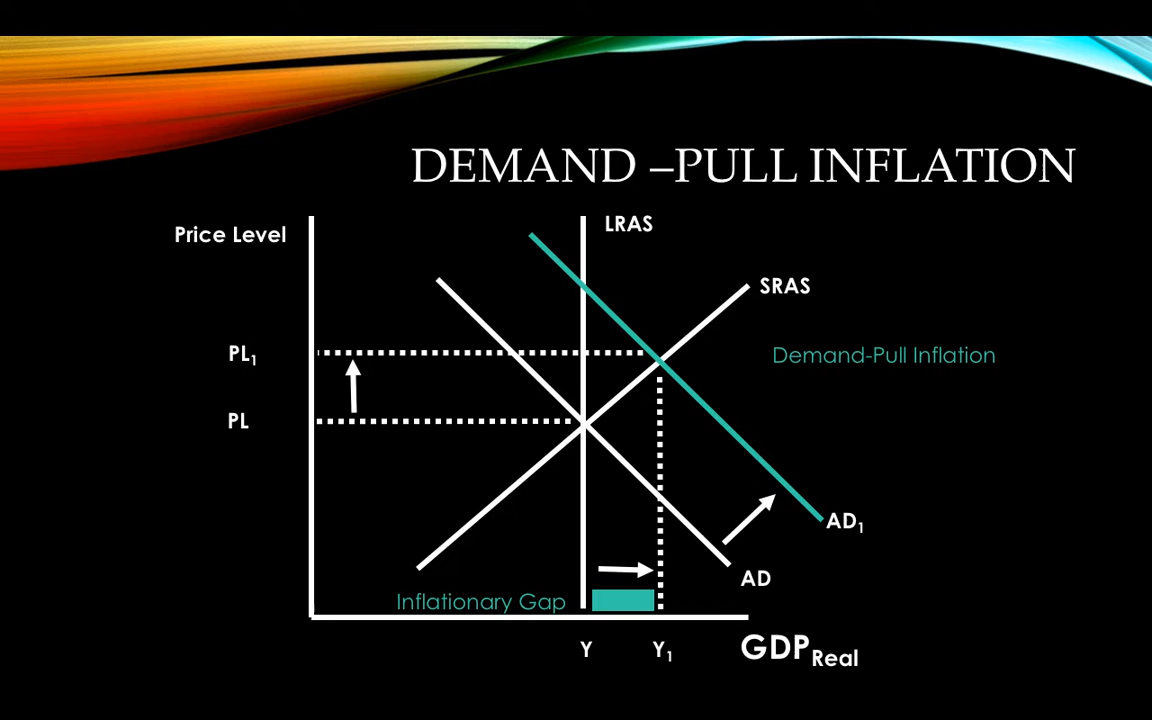 DEMAND –PULL INFLATION
LRAS
Price Level
SRAS
PL1
Demand-Pull Inflation
PL
AD1
AD
Inflationary Gap
Y
Y1
GDPReal